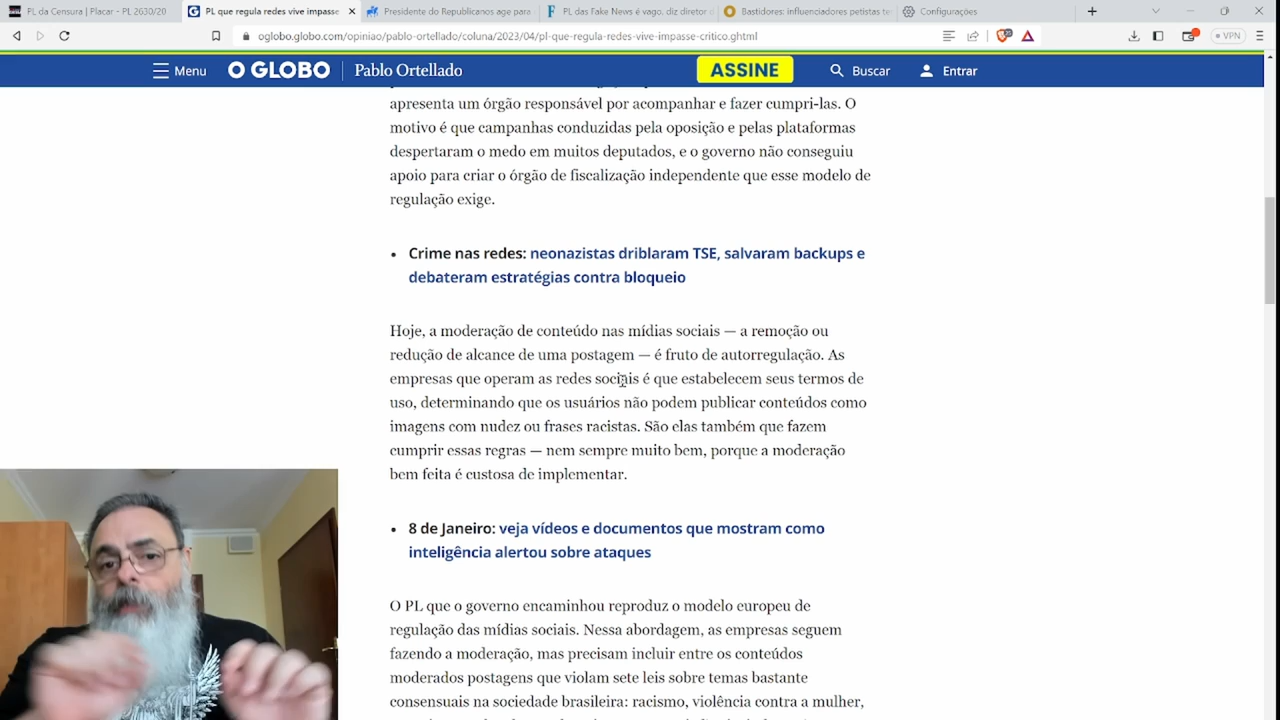 PL da Censura | Placar - PL 2630/20
PL que regula redes vive impasse
Presidente do Republicanos age para
PL das Fake News é vago, diz diretor d
Bastidores: influenciadores petistas te
Configurações
oglobo.globo.com/opiniao/pablo-ortellado/coluna/2023/04/pl-que-regula-redes-vive-impasse-critico.ghtml
VPN
Menu
O GLOBO
Pablo Ortellado
ASSINE
Buscar
Entrar
apresenta um órgão responsável por acompanhar e fazer cumpri-las. O
motivo é que campanhas conduzidas pela oposição e pelas plataformas
despertaram o medo em muitos deputados, e o governo não conseguiu
apoio para criar o órgão de fiscalização independente que esse modelo de
regulação exige.
• Crime nas redes: neonazistas driblaram TSE, salvaram backups e
debateram estratégias contra bloqueio
Hoje, a moderação de conteúdo nas mídias sociais — a remoção ou
redução de alcance de uma postagem — é fruto de autorregulação. As
empresas que operam as redes sociais é que estabelecem seus termos de
uso, determinando que os usuários não podem publicar conteúdos como
imagens com nudez ou frases racistas. São elas também que fazem
cumprir essas regras — nem sempre muito bem, porque a moderação
bem feita é custosa de implementar.
• 8 de Janeiro: veja vídeos e documentos que mostram como
inteligência alertou sobre ataques
O PL que o governo encaminhou reproduz o modelo europeu de
regulação das mídias sociais. Nessa abordagem, as empresas seguem
fazendo a moderação, mas precisam incluir entre os conteúdos
moderados postagens que violam sete leis sobre temas bastante
consensuais na sociedade brasileira: racismo, violência contra a mulher,